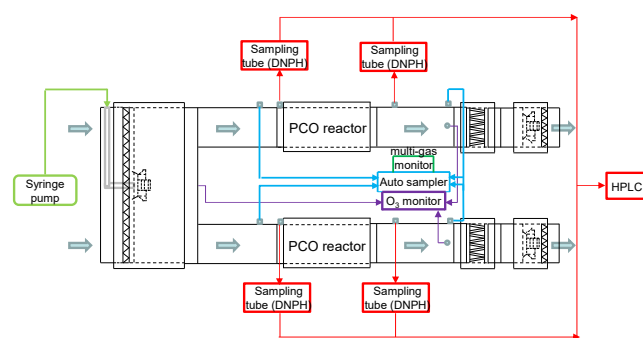 Sampling
tube (DNPH)
Sampling
tube (DNPH)
PCO reactor
PCO reactor
multi-gas
monitor
Auto sampler
O₃ monitor
Syringe
pump
HPLC
Sampling
tube (DNPH)
Sampling
tube (DNPH)